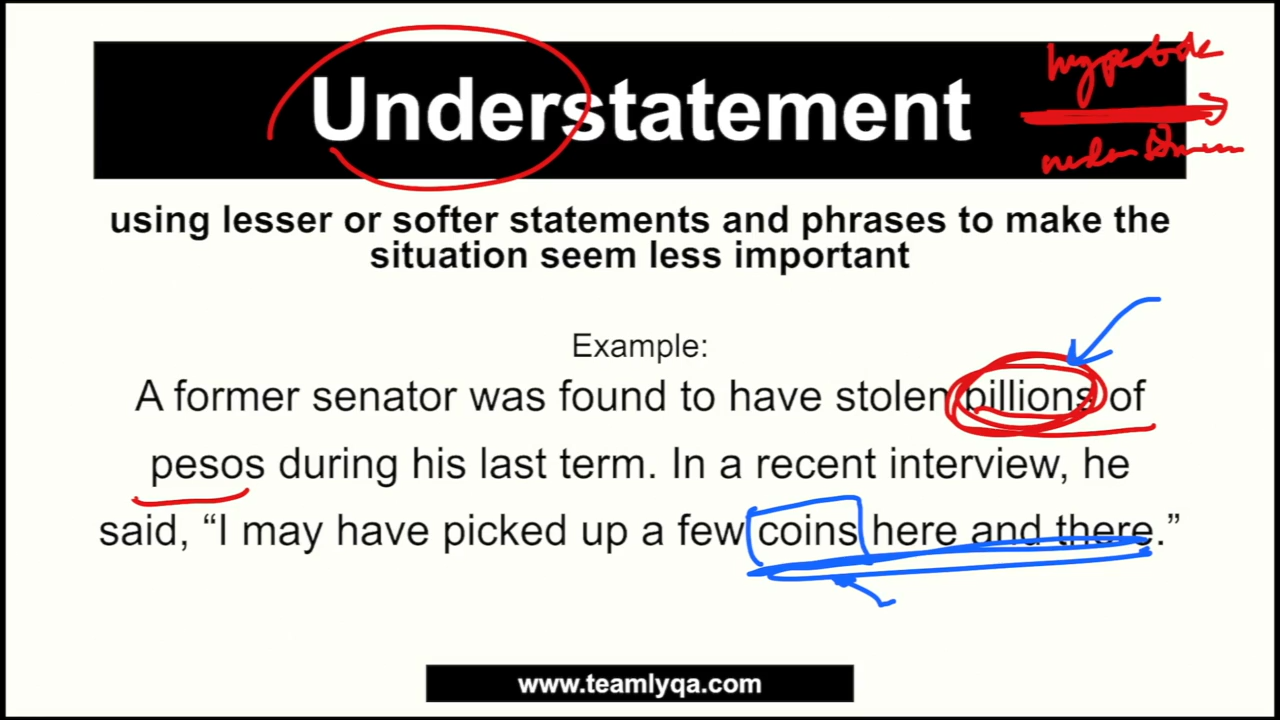 Understatement
hyperbole
using lesser or softer statements and phrases to make the
situation seem less important
Example:
A former senator was found to have stolen billions of
pesos during his last term. In a recent interview, he
said, “I may have picked up a few coins here and there.”
www.teamlyqa.com